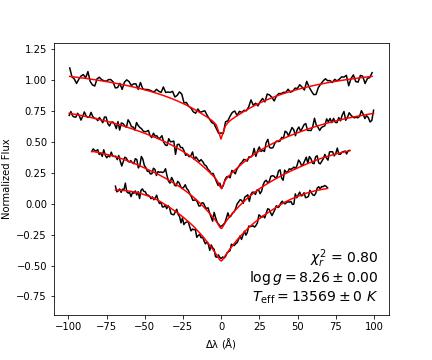 1.25
1.00
0.75
0.50
0.25
0.00
−0.25
−0.50
−0.75
Normalized Flux
χ²ᵣ = 0.80
log g = 8.26 ± 0.00
T_eff = 13569 ± 0 K
−100 −75 −50 −25 0 25 50 75 100
Δλ (Å)